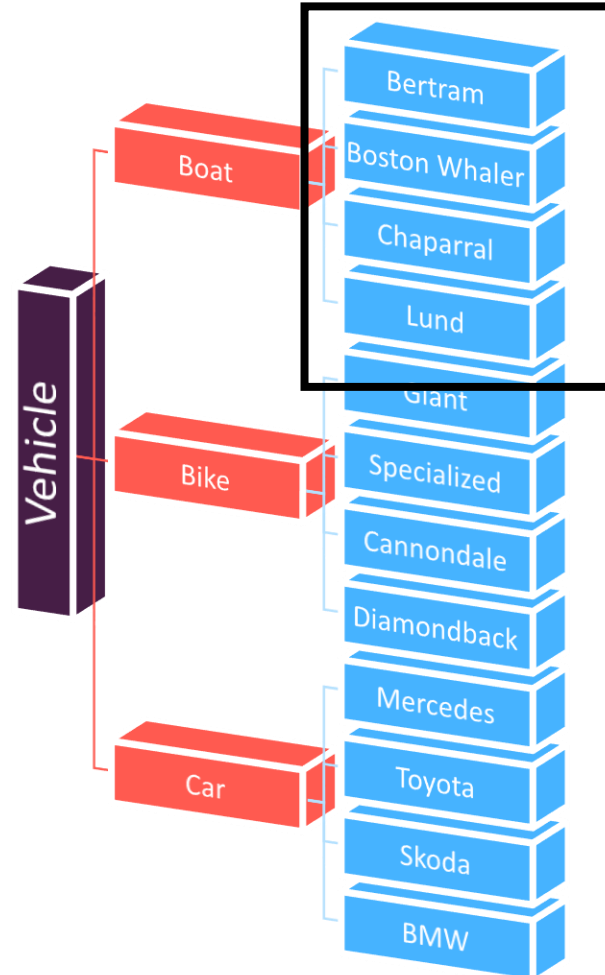 Vehicle
Boat
Bertram
Boston Whaler
Chaparral
Lund
Bike
Giant
Specialized
Cannondale
Diamondback
Car
Mercedes
Toyota
Skoda
BMW